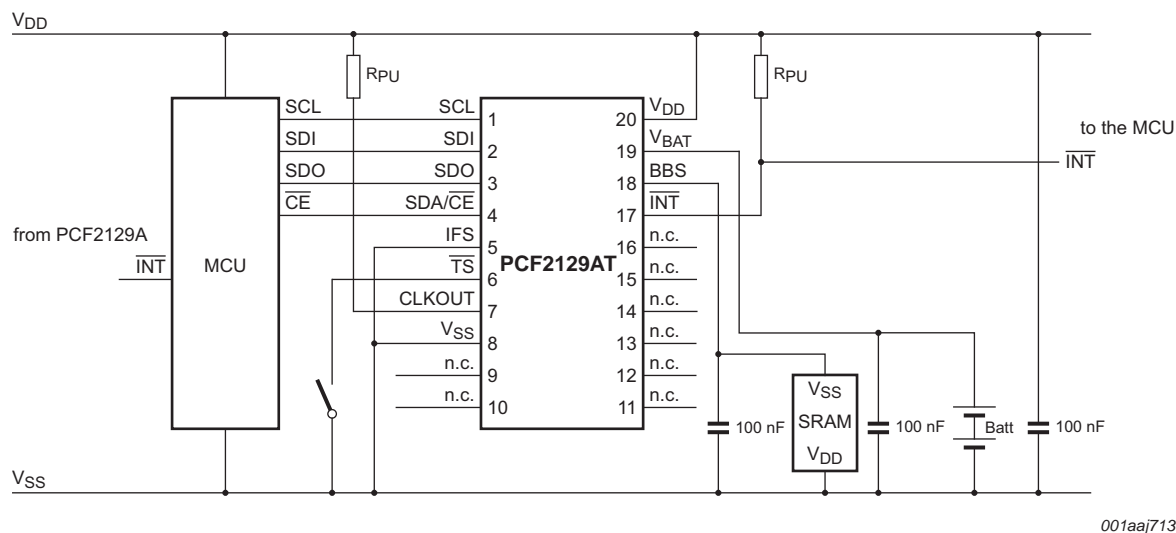 VDD
RPU
RPU
SCL
SDI
SDO
CE
from PCF2129A
INT
MCU
SCL
SDI
SDO
SDA/CE
IFS
TS
CLKOUT
VSS
n.c.
n.c.
1
2
3
4
5
6
7
8
9
10
PCF2129AT
20
19
18
17
16
15
14
13
12
11
VDD
VBAT
BBS
INT
n.c.
n.c.
n.c.
n.c.
n.c.
n.c.
to the MCU
INT
100 nF
VSS
SRAM
VDD
100 nF
Batt
100 nF
VSS
001aaj713